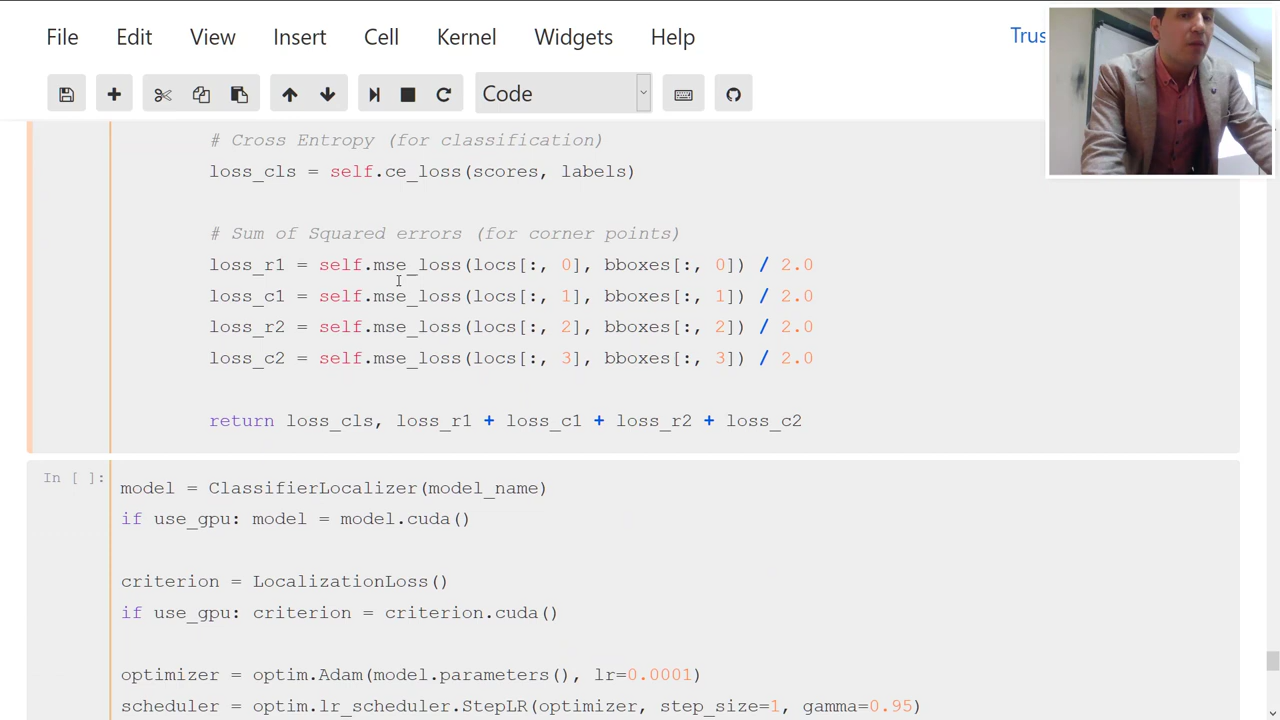 File Edit View Insert Cell Kernel Widgets Help Trus
Code
# Cross Entropy (for classification)
loss_cls = self.ce_loss(scores, labels)
# Sum of Squared errors (for corner points)
loss_r1 = self.mse_loss(locs[:, 0], bboxes[:, 0]) / 2.0
loss_c1 = self.mse_loss(locs[:, 1], bboxes[:, 1]) / 2.0
loss_r2 = self.mse_loss(locs[:, 2], bboxes[:, 2]) / 2.0
loss_c2 = self.mse_loss(locs[:, 3], bboxes[:, 3]) / 2.0
return loss_cls, loss_r1 + loss_c1 + loss_r2 + loss_c2
In [ ]:
model = ClassifierLocalizer(model_name)
if use_gpu: model = model.cuda()
criterion = LocalizationLoss()
if use_gpu: criterion = criterion.cuda()
optimizer = optim.Adam(model.parameters(), lr=0.0001)
scheduler = optim.lr_scheduler.StepLR(optimizer, step_size=1, gamma=0.95)